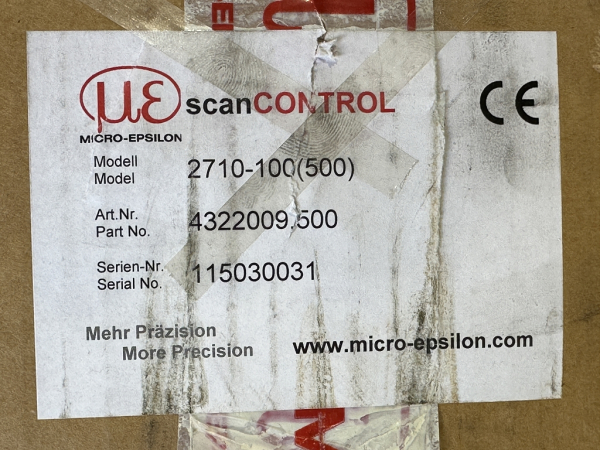 με scanCONTROL
MICRO-EPSILON
CE
Modell
Model 2710-100(500)
Art.Nr.
Part No. 4322009.500
Serien-Nr.
Serial No. 115030031
Mehr Präzision
More Precision
www.micro-epsilon.com